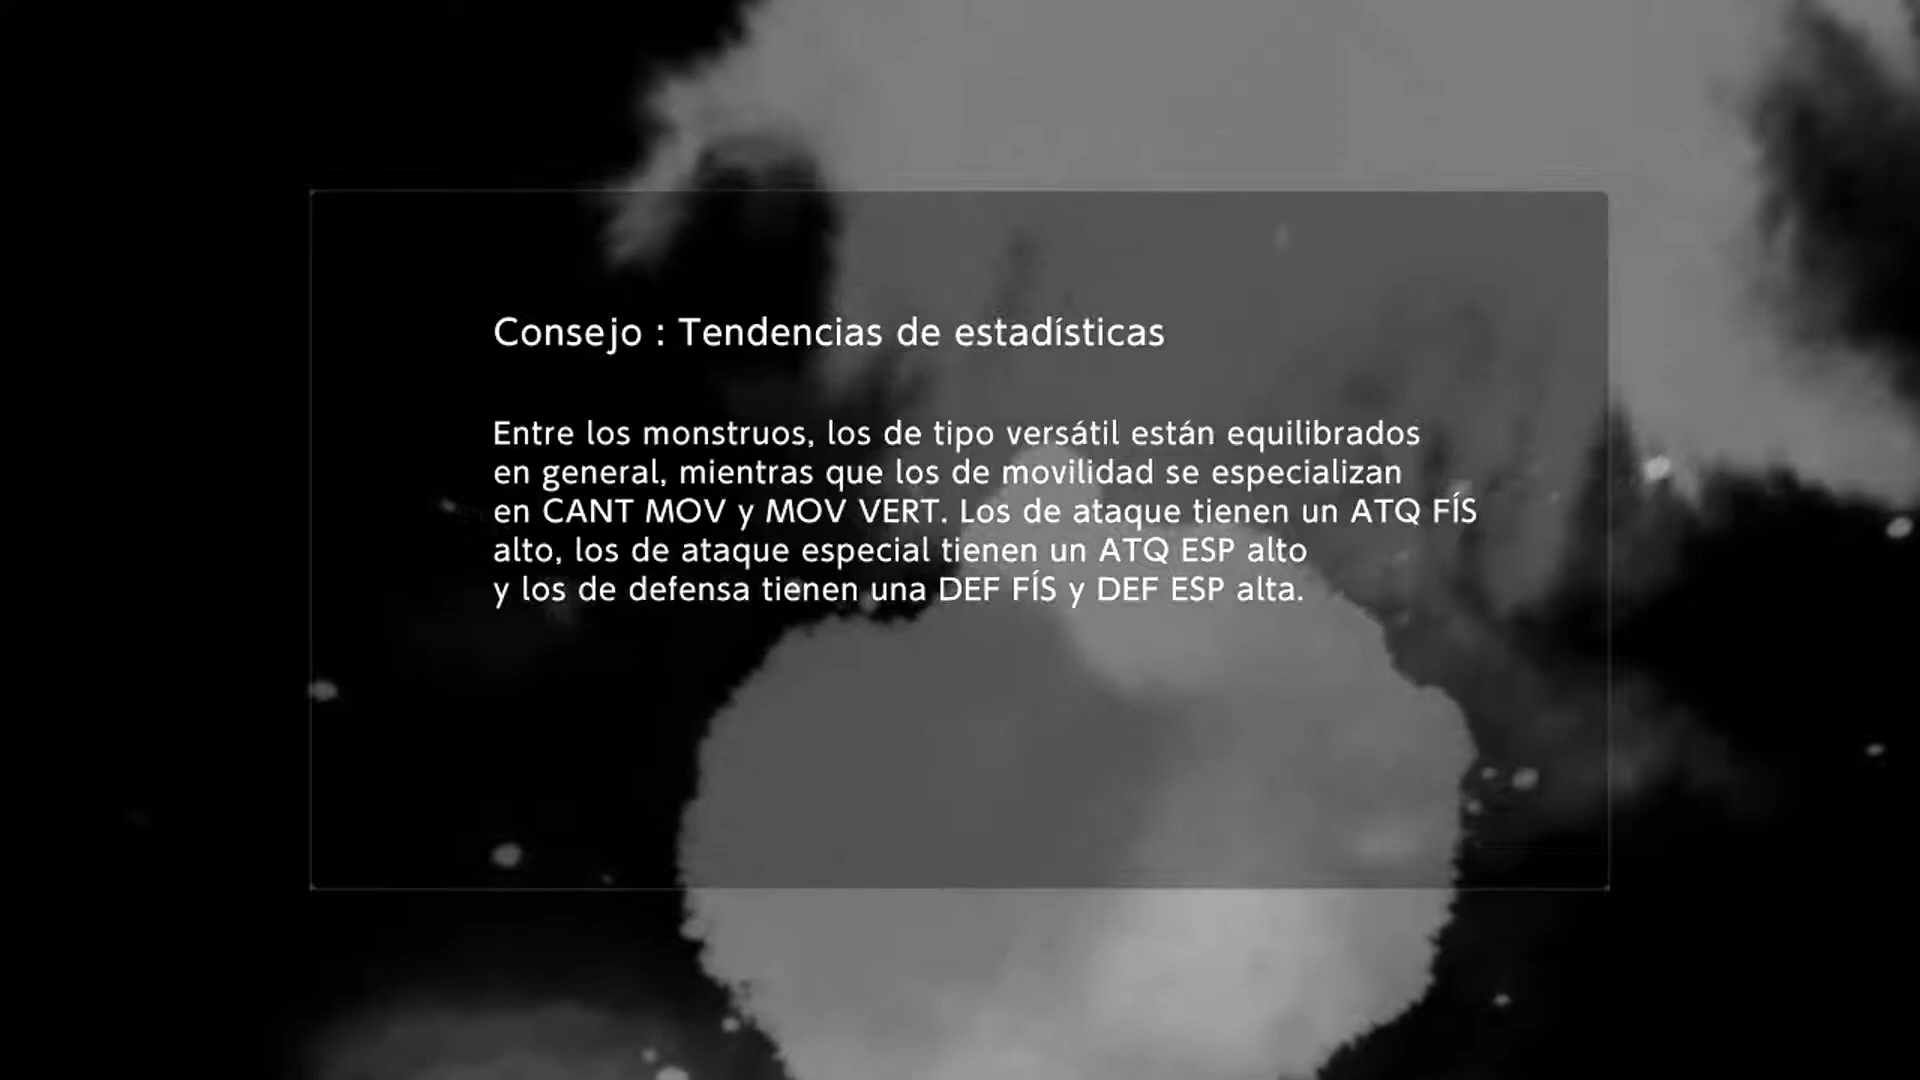 Consejo : Tendencias de estadísticas
Entre los monstruos, los de tipo versátil están equilibrados
en general, mientras que los de movilidad se especializan
en CANT MOV y MOV VERT. Los de ataque tienen un ATQ FÍS
alto, los de ataque especial tienen un ATQ ESP alto
y los de defensa tienen una DEF FÍS y DEF ESP alta.